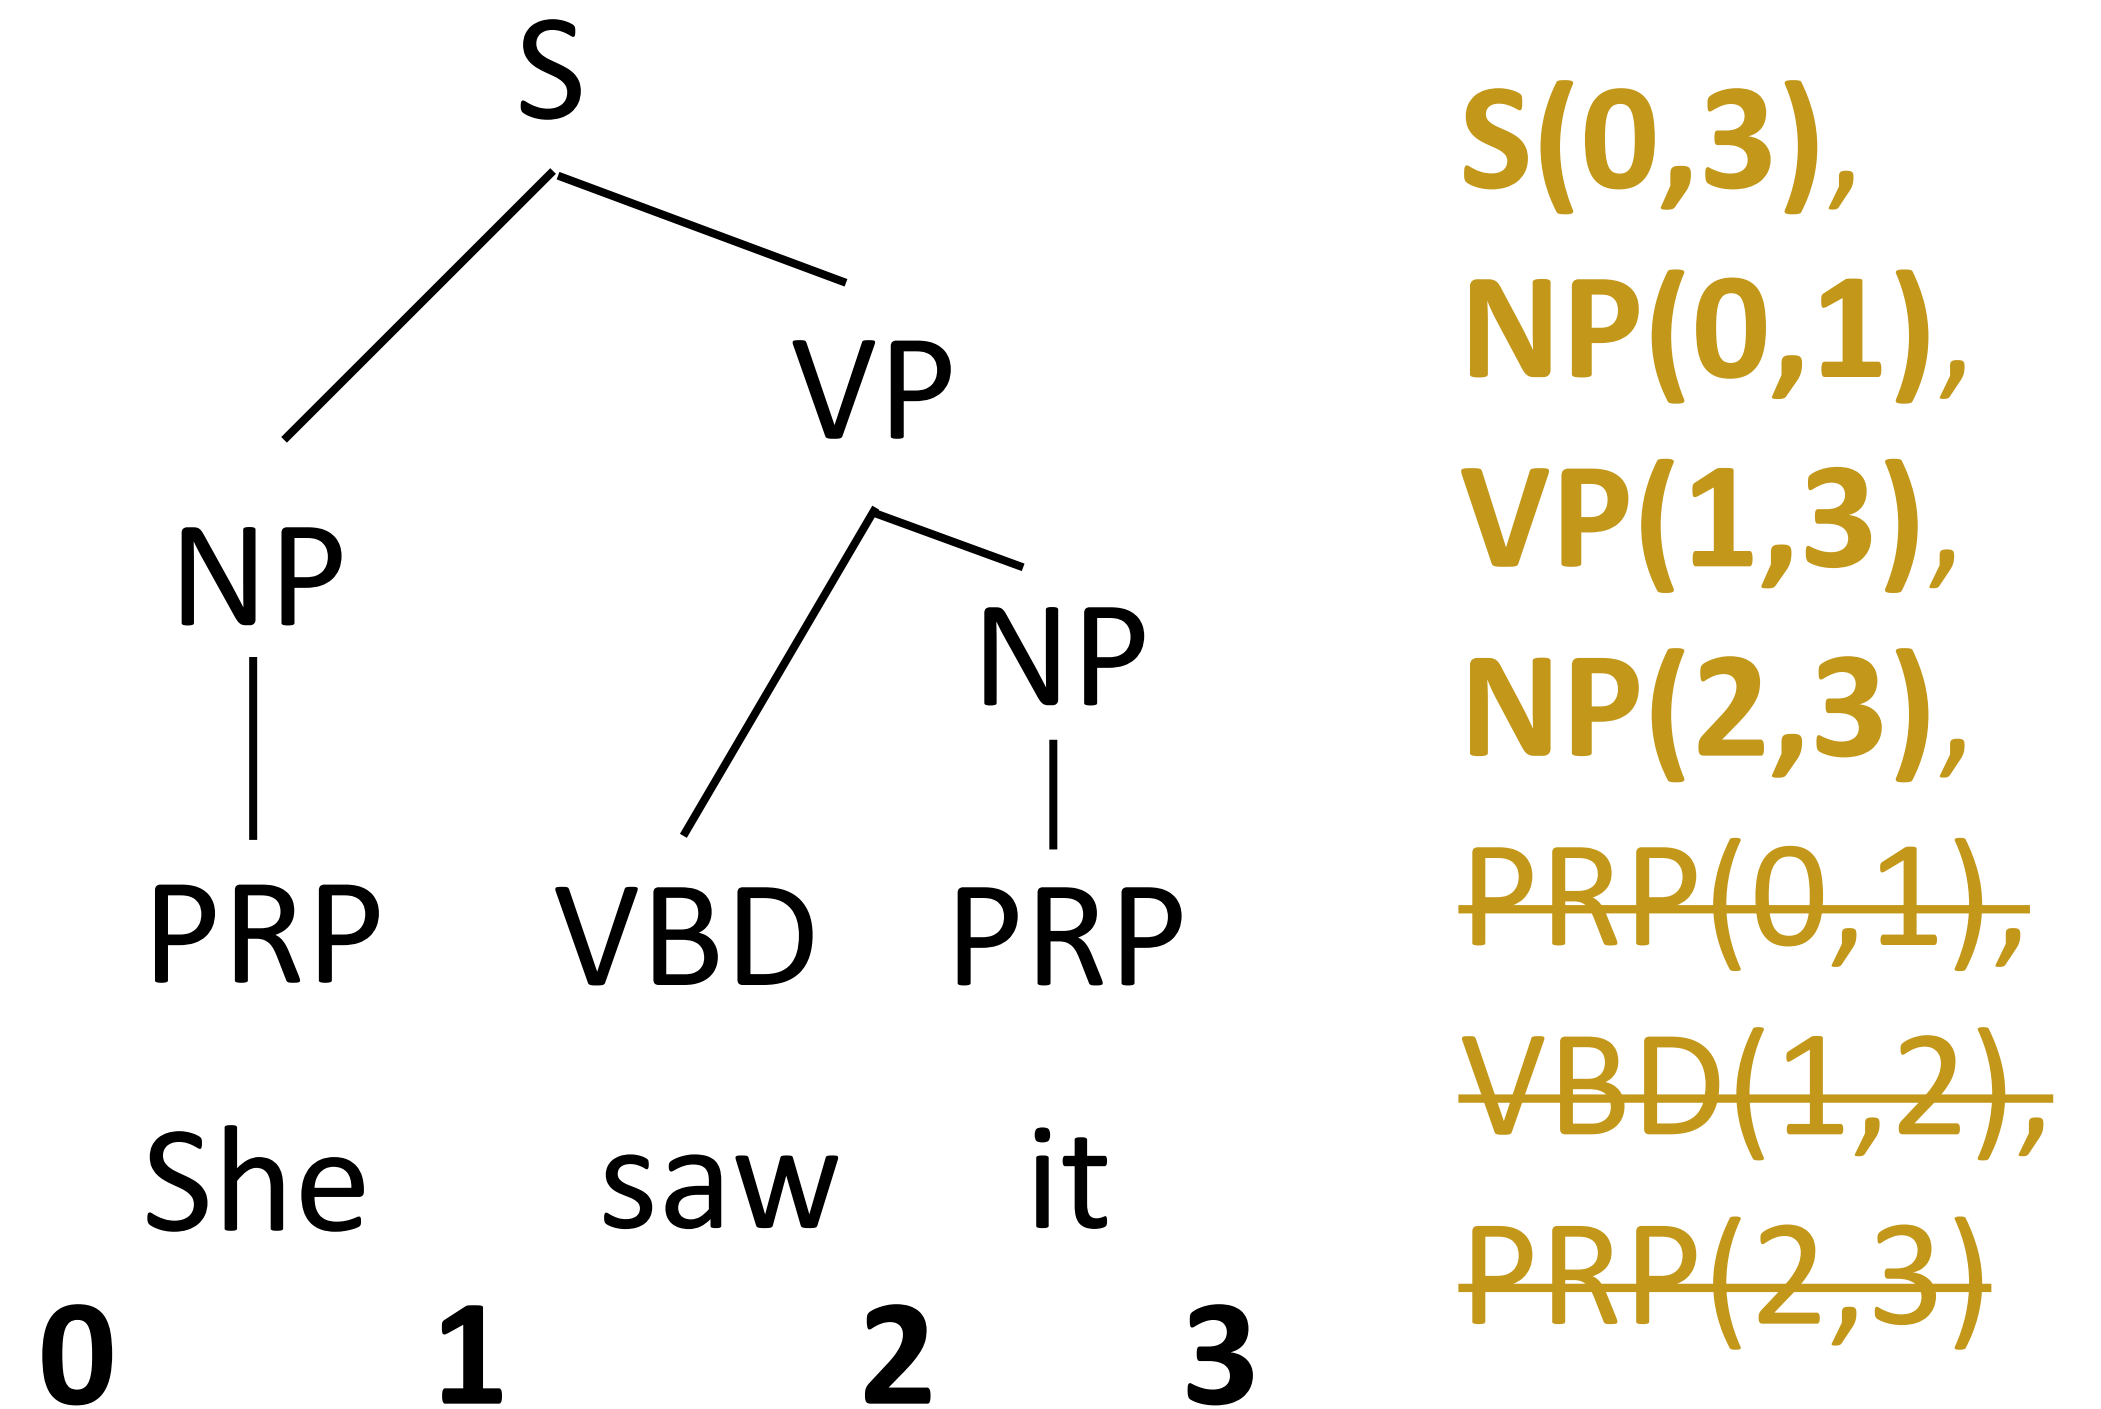 S
VP
NP
NP
PRP VBD PRP
She saw it
0 1 2 3
S(0,3),
NP(0,1),
VP(1,3),
NP(2,3),
PRP(0,1),
VBD(1,2),
PRP(2,3)